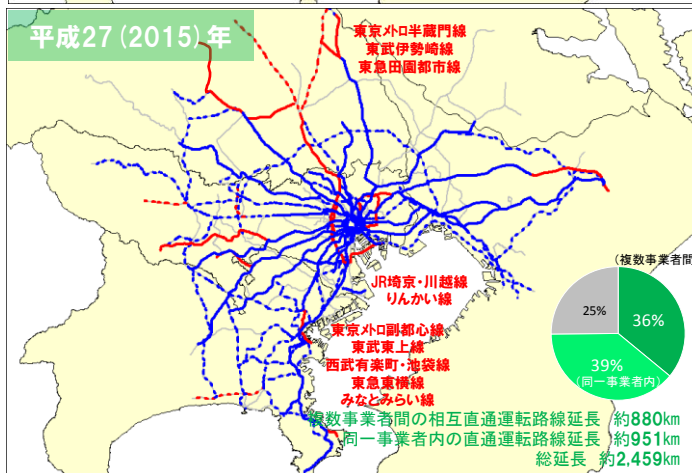 平成27(2015)年
東京メトロ半蔵門線
東武伊勢崎線
東急田園都市線
JR埼京・川越線
りんかい線
(複数事業者間
25%
36%
39%
(同一事業者内)
東京メトロ副都心線
東武東上線
西武有楽町・池袋線
東急東横線
みなとみらい線
複数事業者間の相互直通運転路線延長 約880km
同一事業者内の直通運転路線延長 約951km
総延長 約2,459km